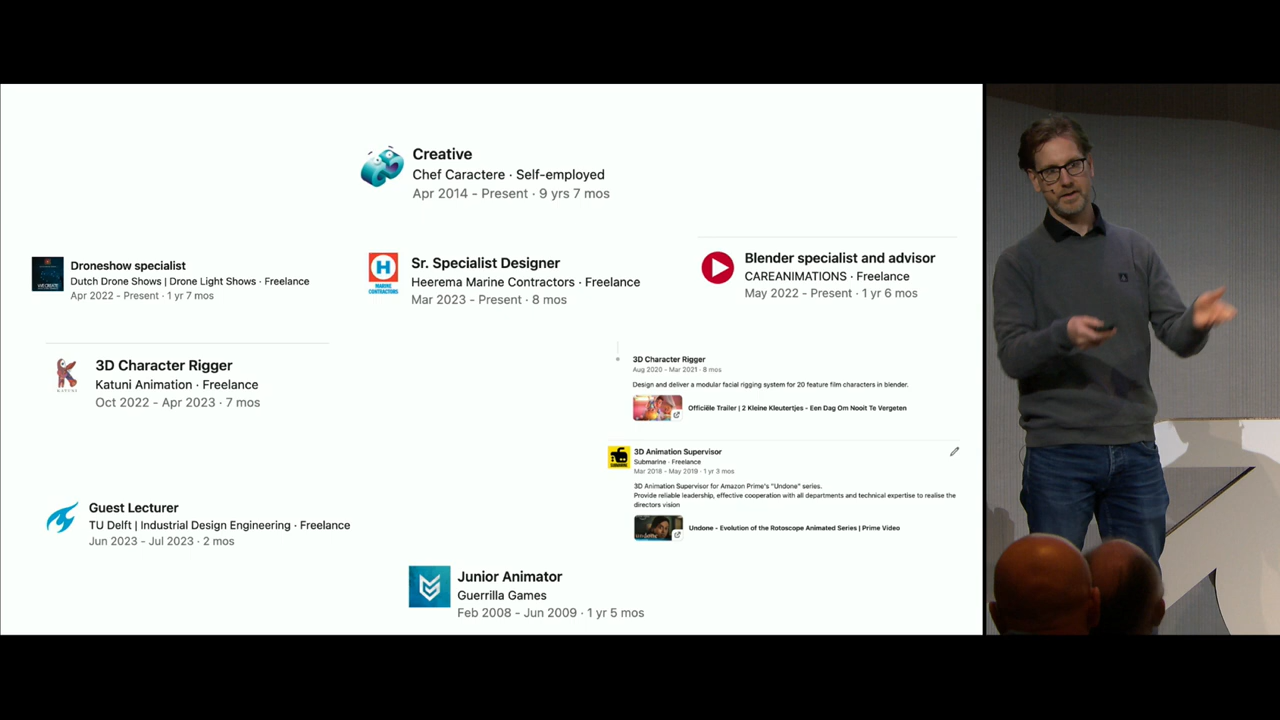 Creative
Chef Caractere · Self-employed
Apr 2014 - Present · 9 yrs 7 mos
Droneshow specialist
Dutch Drone Shows | Drone Light Shows · Freelance
Apr 2022 - Present · 1 yr 7 mos
H
MARINE
CONTRACTORS
Sr. Specialist Designer
Heerema Marine Contractors · Freelance
Mar 2023 - Present · 8 mos
Blender specialist and advisor
CAREANIMATIONS · Freelance
May 2022 - Present · 1 yr 6 mos
KATUNI
3D Character Rigger
Katuni Animation · Freelance
Oct 2022 - Apr 2023 · 7 mos
3D Character Rigger
Aug 2020 - Mar 2021 · 8 mos
Design and deliver a modular facial rigging system for 20 feature film characters in blender.
Officiële Trailer | 2 Kleine Kleutertjes - Een Dag Om Nooit Te Vergeten
SUBMARINE
3D Animation Supervisor
Submarine · Freelance
Mar 2018 - May 2019 · 1 yr 3 mos
3D Animation Supervisor for Amazon Prime's "Undone" series.
Provide reliable leadership, effective cooperation with all departments and technical expertise to realise the
directors vision
undone
Undone - Evolution of the Rotoscope Animated Series | Prime Video
Guest Lecturer
TU Delft | Industrial Design Engineering · Freelance
Jun 2023 - Jul 2023 · 2 mos
Junior Animator
Guerrilla Games
Feb 2008 - Jun 2009 · 1 yr 5 mos